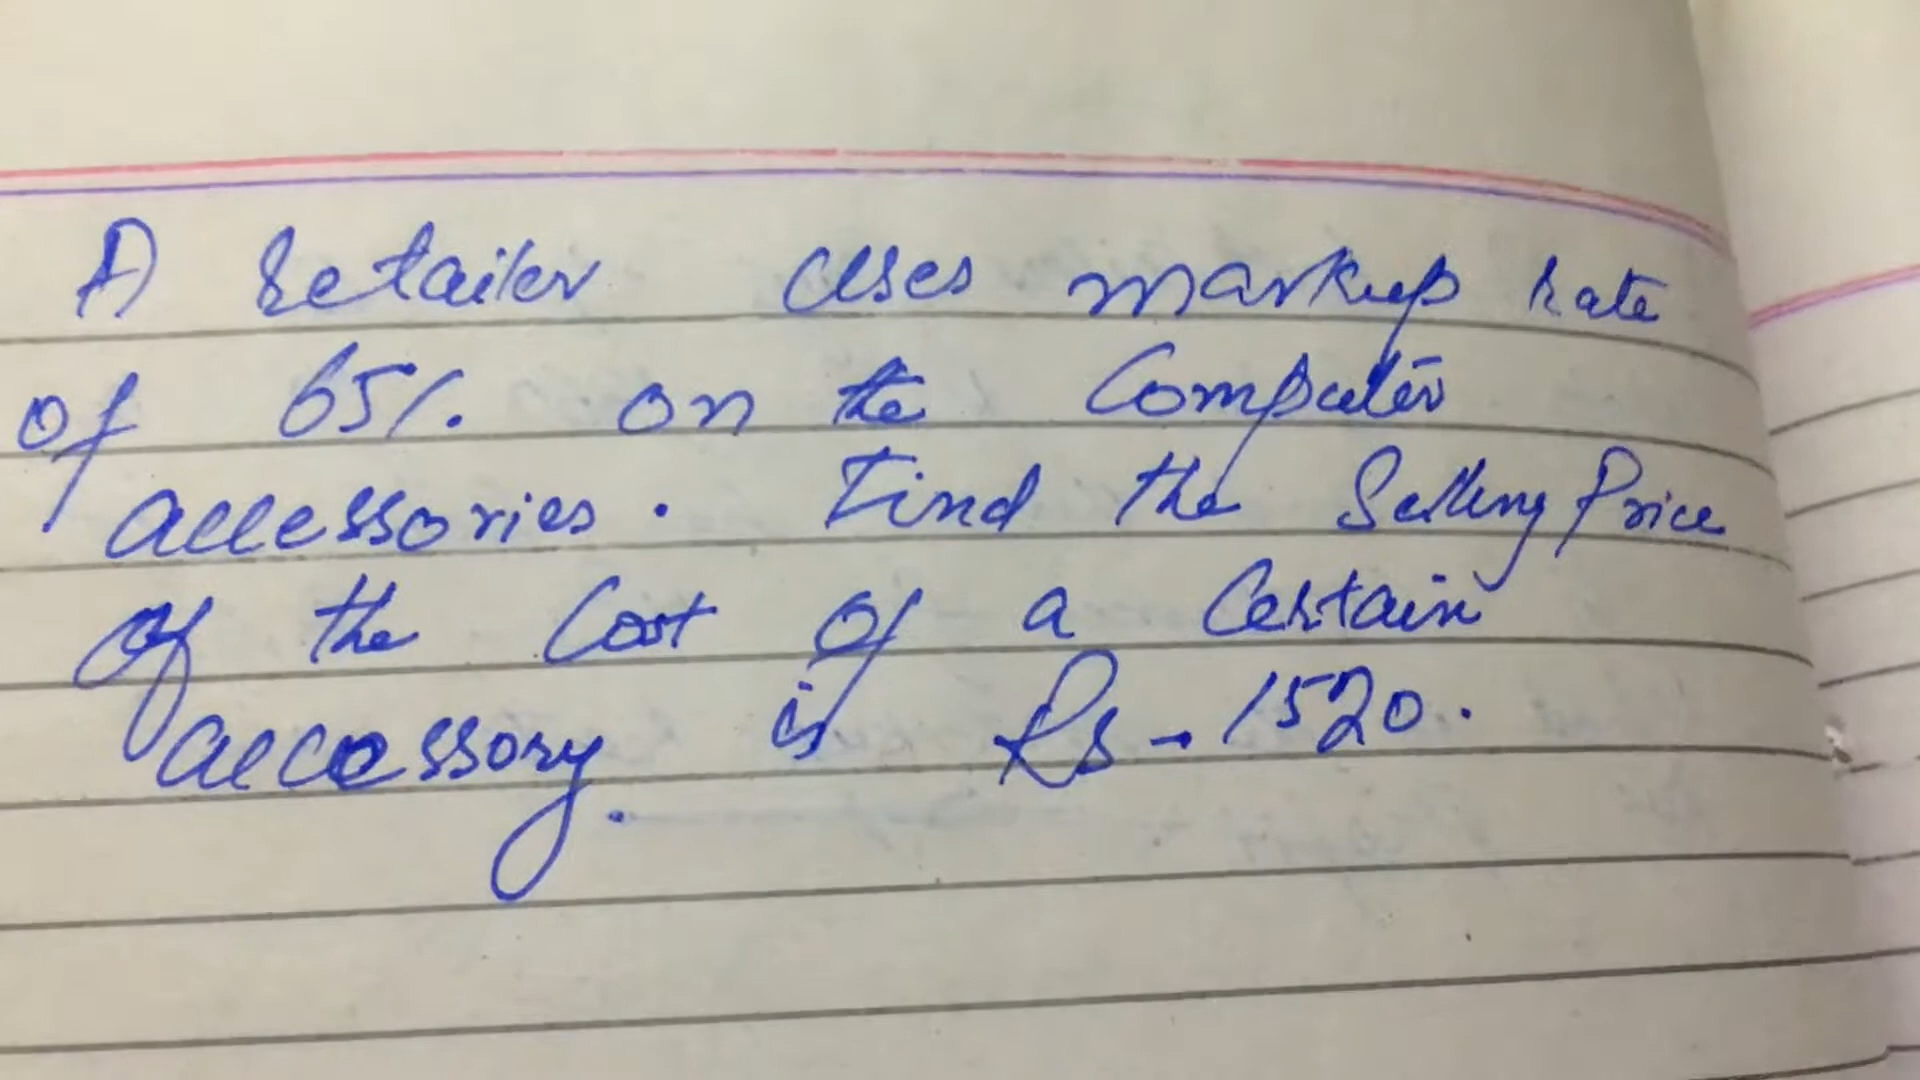 A retailer uses markup rate
of 65%. on the Computer
accessories. Find the Selling Price
Of the Cost Of a Certain
accessory. is Rs - 1520.